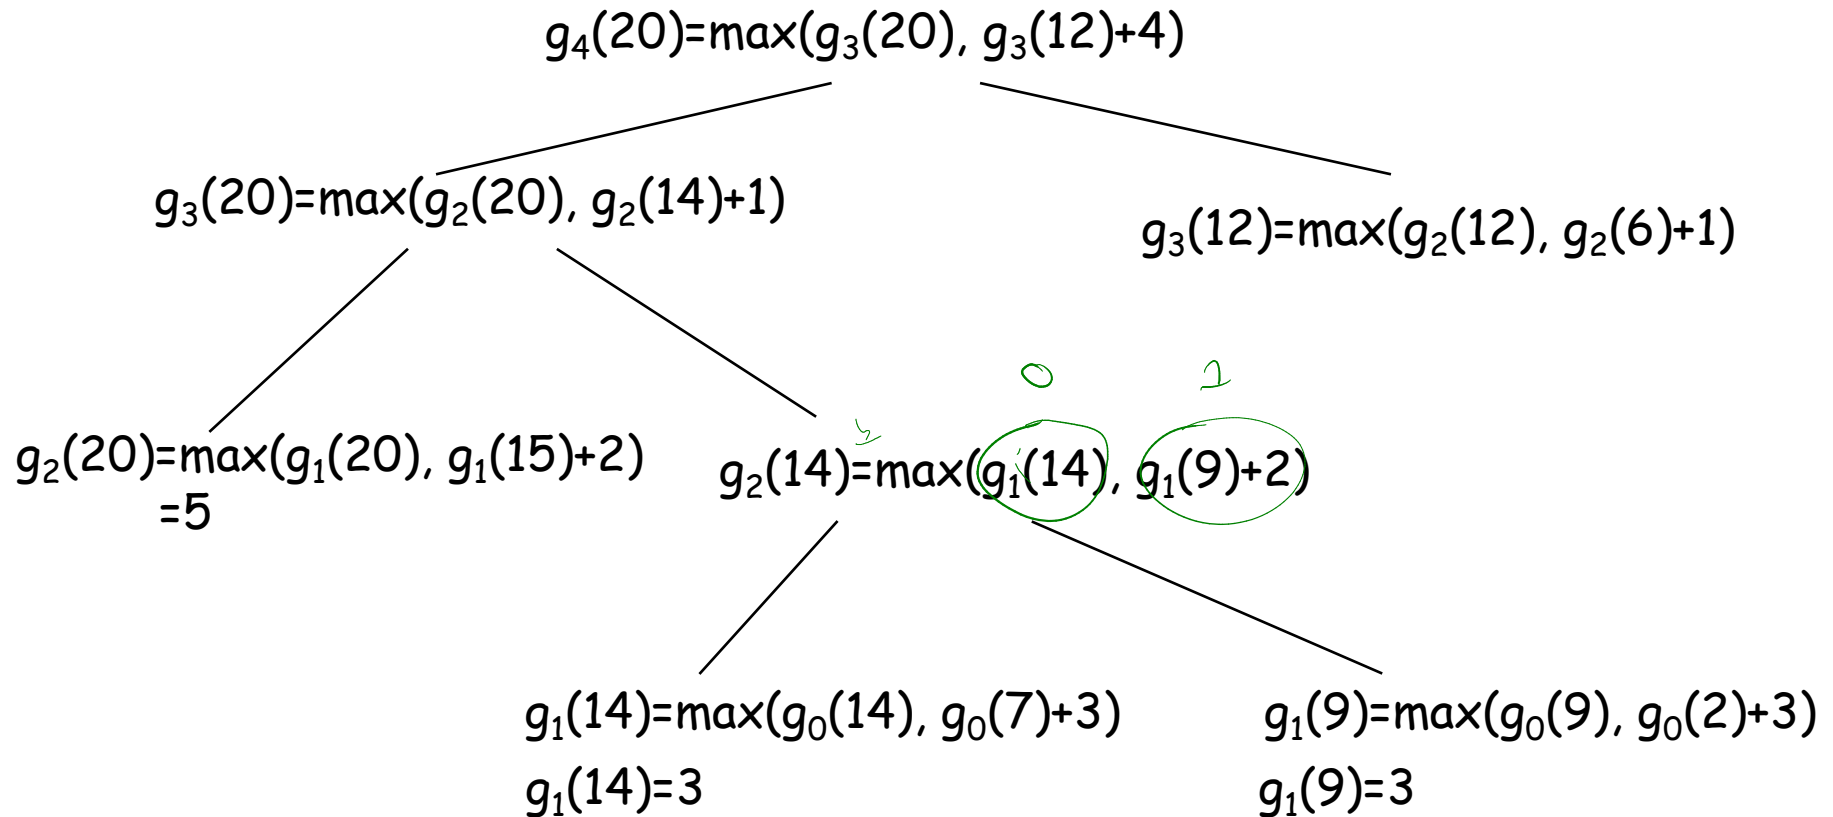 g₄(20)=max(g₃(20), g₃(12)+4)
g₃(20)=max(g₂(20), g₂(14)+1)
g₃(12)=max(g₂(12), g₂(6)+1)
0 1
g₂(20)=max(g₁(20), g₁(15)+2)
=5
g₂(14)=max(g₁(14), g₁(9)+2)
g₁(14)=max(g₀(14), g₀(7)+3)
g₁(14)=3
g₁(9)=max(g₀(9), g₀(2)+3)
g₁(9)=3